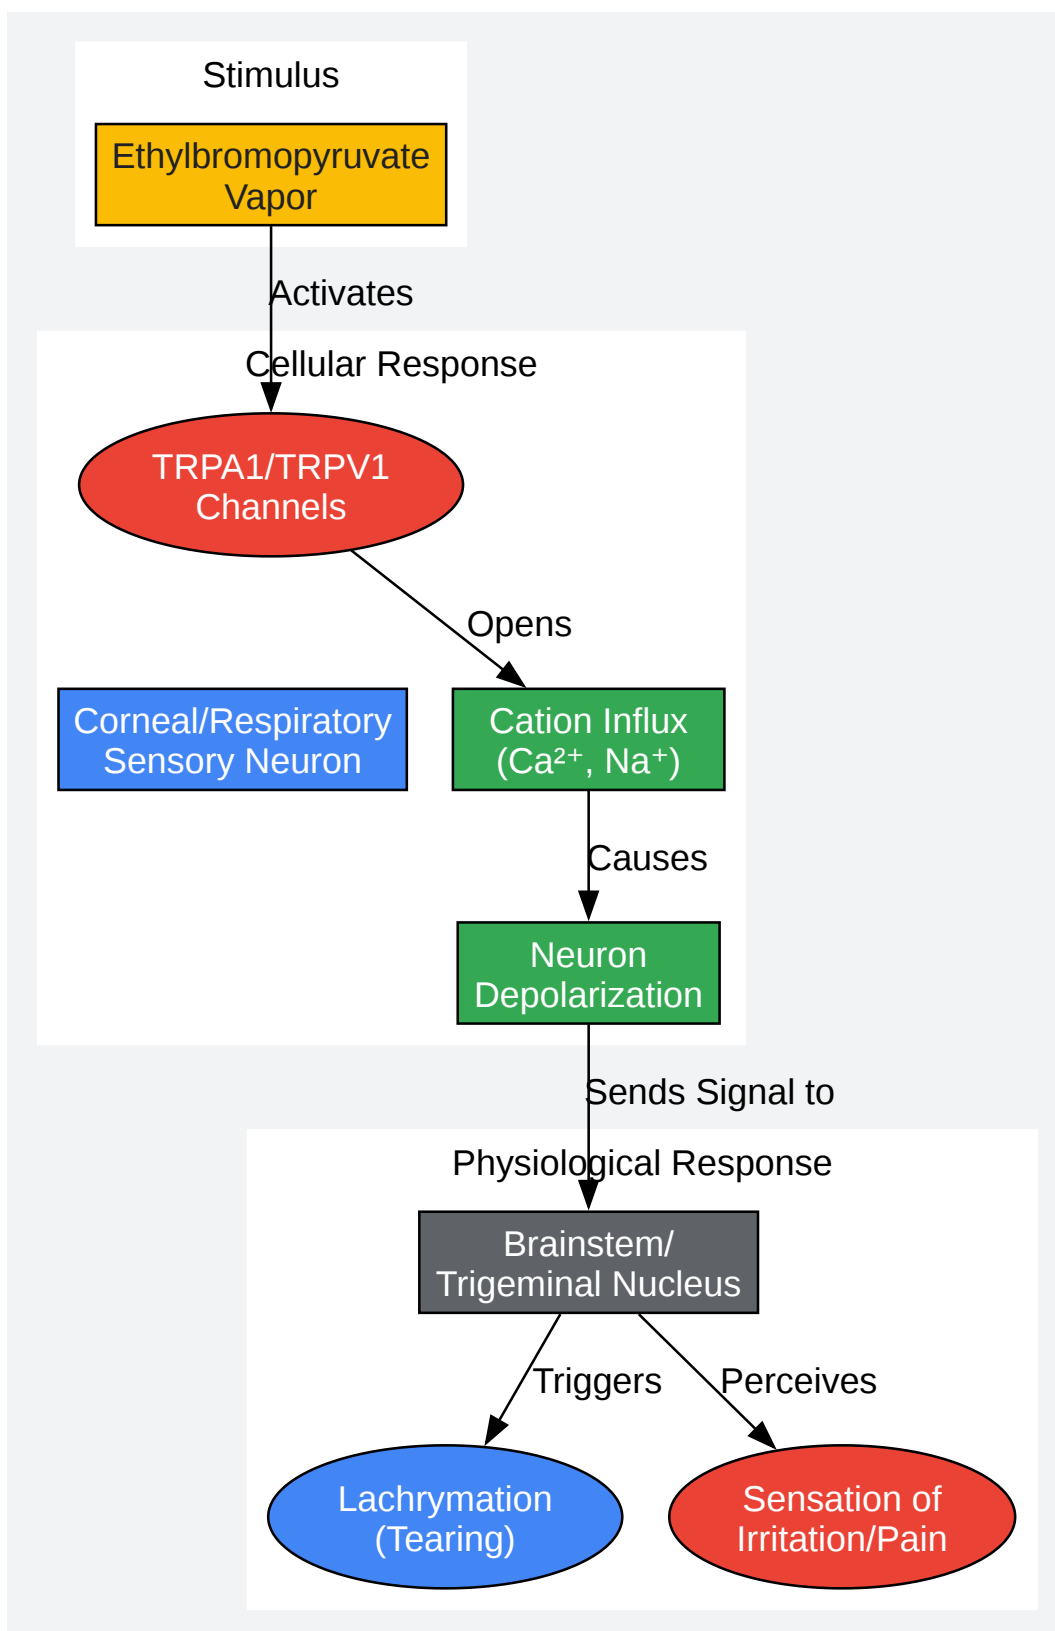 Stimulus
Ethylbromopyruvate
Vapor
Activates
Cellular Response
TRPA1/TRPV1
Channels
Opens
Corneal/Respiratory
Sensory Neuron
Cation Influx
(Ca²⁺, Na⁺)
Causes
Neuron
Depolarization
Sends Signal to
Physiological Response
Brainstem/
Trigeminal Nucleus
Triggers
Perceives
Lachrymation
(Tearing)
Sensation of
Irritation/Pain